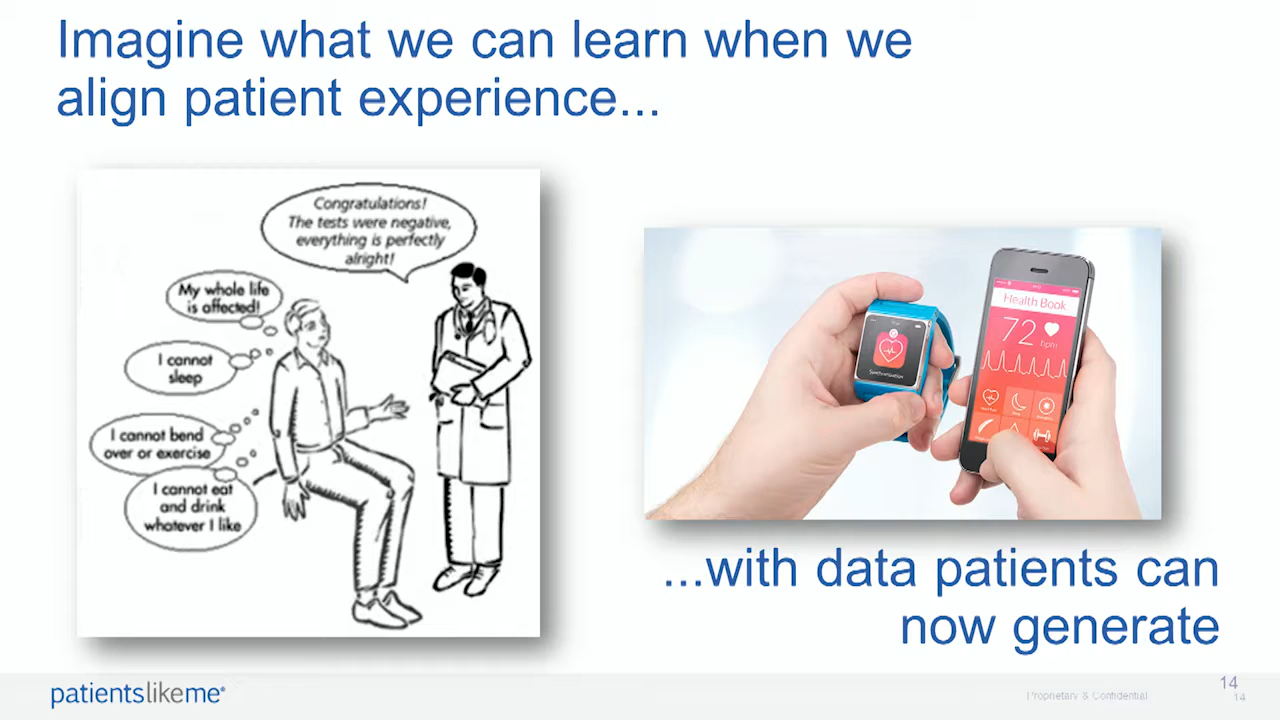 Imagine what we can learn when we
align patient experience...
Congratulations!
The tests were negative,
everything is perfectly
alright!
My whole life
is affected!
I cannot
sleep
I cannot bend
over or exercise
I cannot eat
and drink
whatever I like
Health Book
72
bpm
...with data patients can
now generate
patientslikeme®
Proprietary & Confidential
14
14